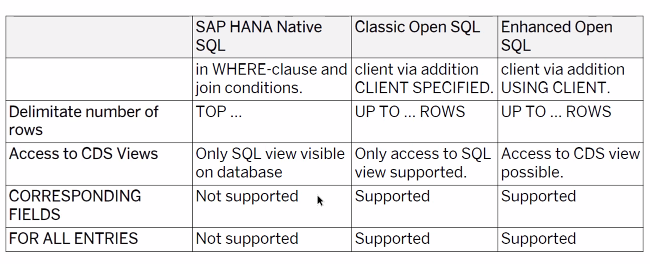 SAP HANA Native SQL
Classic Open SQL
Enhanced Open SQL
in WHERE-clause and join conditions.
client via addition CLIENT SPECIFIED.
client via addition USING CLIENT.
Delimitate number of rows
TOP ...
UP TO ... ROWS
UP TO ... ROWS
Access to CDS Views
Only SQL view visible on database
Only access to SQL view supported.
Access to CDS view possible.
CORRESPONDING FIELDS
Not supported
Supported
Supported
FOR ALL ENTRIES
Not supported
Supported
Supported